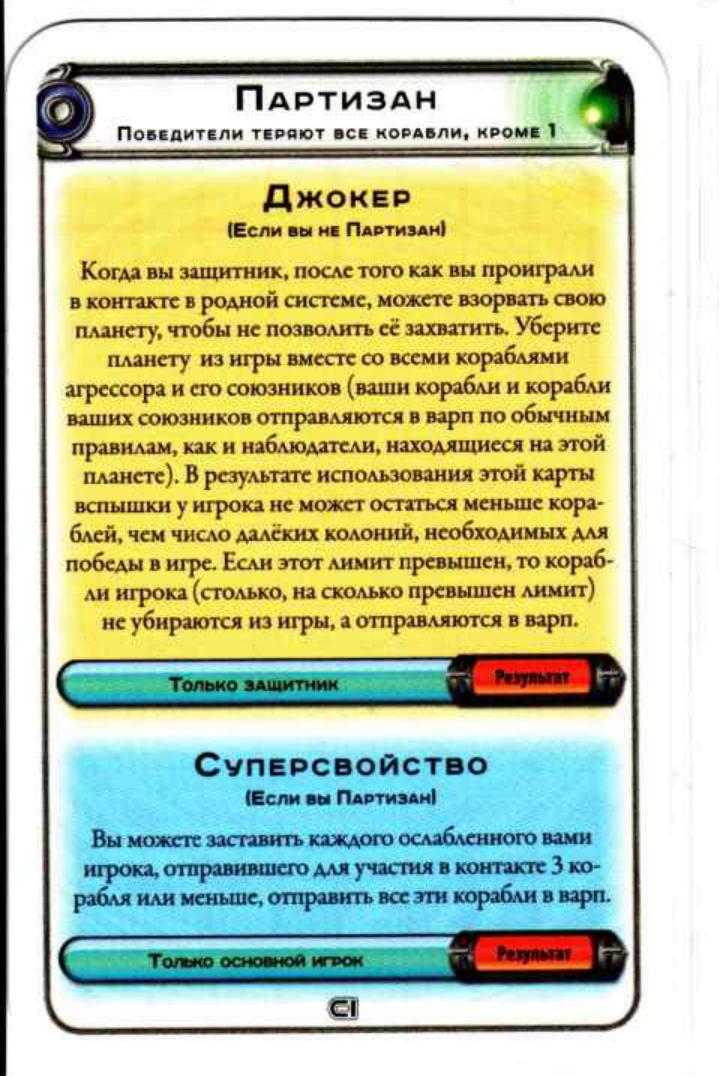 Партизан
Победители теряют все корабли, кроме 1
Джокер
(Если вы не Партизан)
Когда вы защитник, после того как вы проиграли
в контакте в родной системе, можете взорвать свою
планету, чтобы не позволить её захватить. Уберите
планету из игры вместе со всеми кораблями
агрессора и его союзников (ваши корабли и корабли
ваших союзников отправляются в варп по обычным
правилам, как и наблюдатели, находящиеся на этой
планете). В результате использования этой карты
вспышки у игрока не может остаться меньше кора-
блей, чем число далёких колоний, необходимых для
победы в игре. Если этот лимит превышен, то кораб-
ли игрока (столько, на сколько превышен лимит)
не убираются из игры, а отправляются в варп.
Только защитник
Результат
Суперсвойство
(Если вы Партизан)
Вы можете заставить каждого ослабленного вами
игрока, отправившего для участия в контакте 3 ко-
рабля или меньше, отправить все эти корабли в варп.
Только основной игрок
Результат
CI